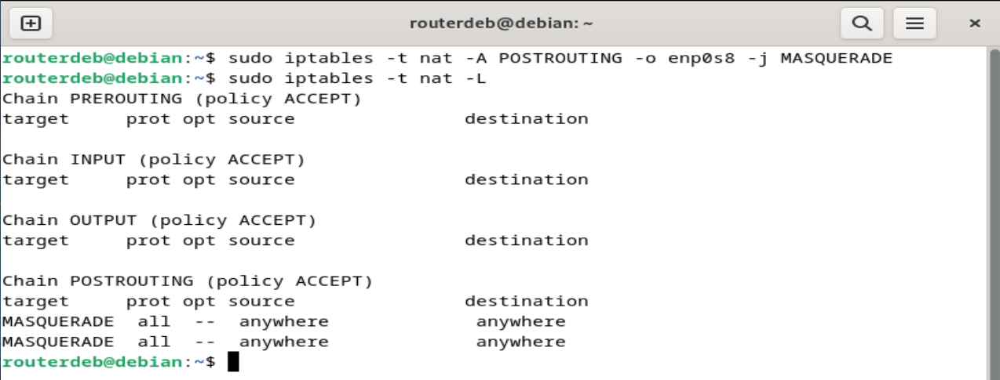 routerdeb@debian: ~
routerdeb@debian:~$ sudo iptables -t nat -A POSTROUTING -o enp0s8 -j MASQUERADE
routerdeb@debian:~$ sudo iptables -t nat -L
Chain PREROUTING (policy ACCEPT)
target     prot opt source               destination

Chain INPUT (policy ACCEPT)
target     prot opt source               destination

Chain OUTPUT (policy ACCEPT)
target     prot opt source               destination

Chain POSTROUTING (policy ACCEPT)
target     prot opt source               destination
MASQUERADE  all  --  anywhere             anywhere
MASQUERADE  all  --  anywhere             anywhere
routerdeb@debian:~$